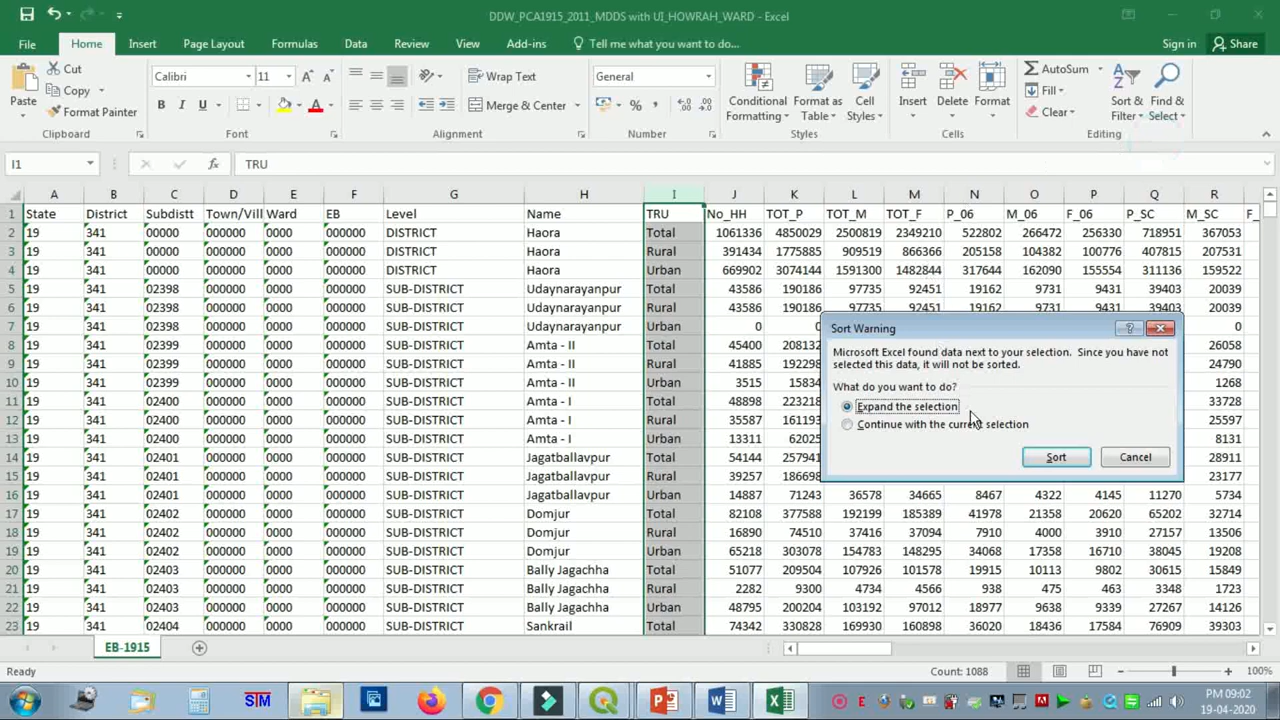 DDW_PCA1915_2011_MDDS with UI_HOWRAH_WARD - Excel
File Home Insert Page Layout Formulas Data Review View Add-ins Tell me what you want to do... Sign in Share
Paste Cut Copy Format Painter
Calibri 11 Wrap Text Merge & Center General
Conditional Formatting Format as Table Cell Styles Insert Delete Format AutoSum Fill Clear Sort & Filter Find & Select
Clipboard Font Alignment Number Styles Cells Editing
I1 fx TRU
A B C D E F G H I J K L M N O P Q R
1 State District Subdistt Town/Vill Ward EB Level Name TRU No_HH TOT_P TOT_M TOT_F P_06 M_06 F_06 P_SC M_SC F_
2 19 341 00000 000000 0000 000000 DISTRICT Haora Total 1061336 4850029 2500819 2349210 522802 266472 256330 718951 367053
3 19 341 00000 000000 0000 000000 DISTRICT Haora Rural 391434 1775885 909519 866366 205158 104382 100776 407815 207531
4 19 341 00000 000000 0000 000000 DISTRICT Haora Urban 669902 3074144 1591300 1482844 317644 162090 155554 311136 159522
5 19 341 02398 000000 0000 000000 SUB-DISTRICT Udaynarayanpur Total 43586 190186 97735 92451 19162 9731 9431 39403 20039
6 19 341 02398 000000 0000 000000 SUB-DISTRICT Udaynarayanpur Rural 43586 190186 97735 92451 19162 9731 9431 39403 20039
7 19 341 02398 000000 0000 000000 SUB-DISTRICT Udaynarayanpur Urban 0 0 0
8 19 341 02399 000000 0000 000000 SUB-DISTRICT Amta - II Total 45400 208132 26058
9 19 341 02399 000000 0000 000000 SUB-DISTRICT Amta - II Rural 41885 192298 24790
10 19 341 02399 000000 0000 000000 SUB-DISTRICT Amta - II Urban 3515 15834 1268
11 19 341 02400 000000 0000 000000 SUB-DISTRICT Amta - I Total 48898 223218 33728
12 19 341 02400 000000 0000 000000 SUB-DISTRICT Amta - I Rural 35587 161193 25597
13 19 341 02400 000000 0000 000000 SUB-DISTRICT Amta - I Urban 13311 62025 8131
14 19 341 02401 000000 0000 000000 SUB-DISTRICT Jagatballavpur Total 54144 257941 28911
15 19 341 02401 000000 0000 000000 SUB-DISTRICT Jagatballavpur Rural 39257 186698 23177
16 19 341 02401 000000 0000 000000 SUB-DISTRICT Jagatballavpur Urban 14887 71243 36578 34665 8467 4322 4145 11270 5734
17 19 341 02402 000000 0000 000000 SUB-DISTRICT Domjur Total 82108 377588 192199 185389 41978 21358 20620 65202 32714
18 19 341 02402 000000 0000 000000 SUB-DISTRICT Domjur Rural 16890 74510 37416 37094 7910 4000 3910 27157 13506
19 19 341 02402 000000 0000 000000 SUB-DISTRICT Domjur Urban 65218 303078 154783 148295 34068 17358 16710 38045 19208
20 19 341 02403 000000 0000 000000 SUB-DISTRICT Bally Jagachha Total 51077 209504 107926 101578 19915 10113 9802 30615 15849
21 19 341 02403 000000 0000 000000 SUB-DISTRICT Bally Jagachha Rural 2282 9300 4734 4566 938 475 463 3348 1723
22 19 341 02403 000000 0000 000000 SUB-DISTRICT Bally Jagachha Urban 48795 200204 103192 97012 18977 9638 9339 27267 14126
23 19 341 02404 000000 0000 000000 SUB-DISTRICT Sankrail Total 74342 330828 169930 160898 36020 18436 17584 76909 39303
Sort Warning
Microsoft Excel found data next to your selection. Since you have not
selected this data, it will not be sorted.
What do you want to do?
Expand the selection
Continue with the current selection
Sort Cancel
EB-1915
Ready Count: 1088 100%
STM
PM 09:02
19-04-2020